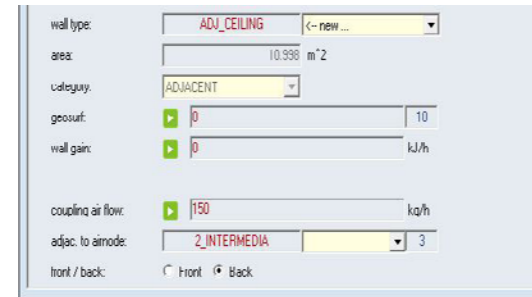 wall type: ADJ_CEILING <-- new ...
area: 10.998 m^2
category: ADJACENT
geosurf: 0 10
wall gain: 0 kJ/h
coupling air flow: 150 kg/h
adjac. to airnode: 2_INTERMEDIA 3
front / back: Front Back